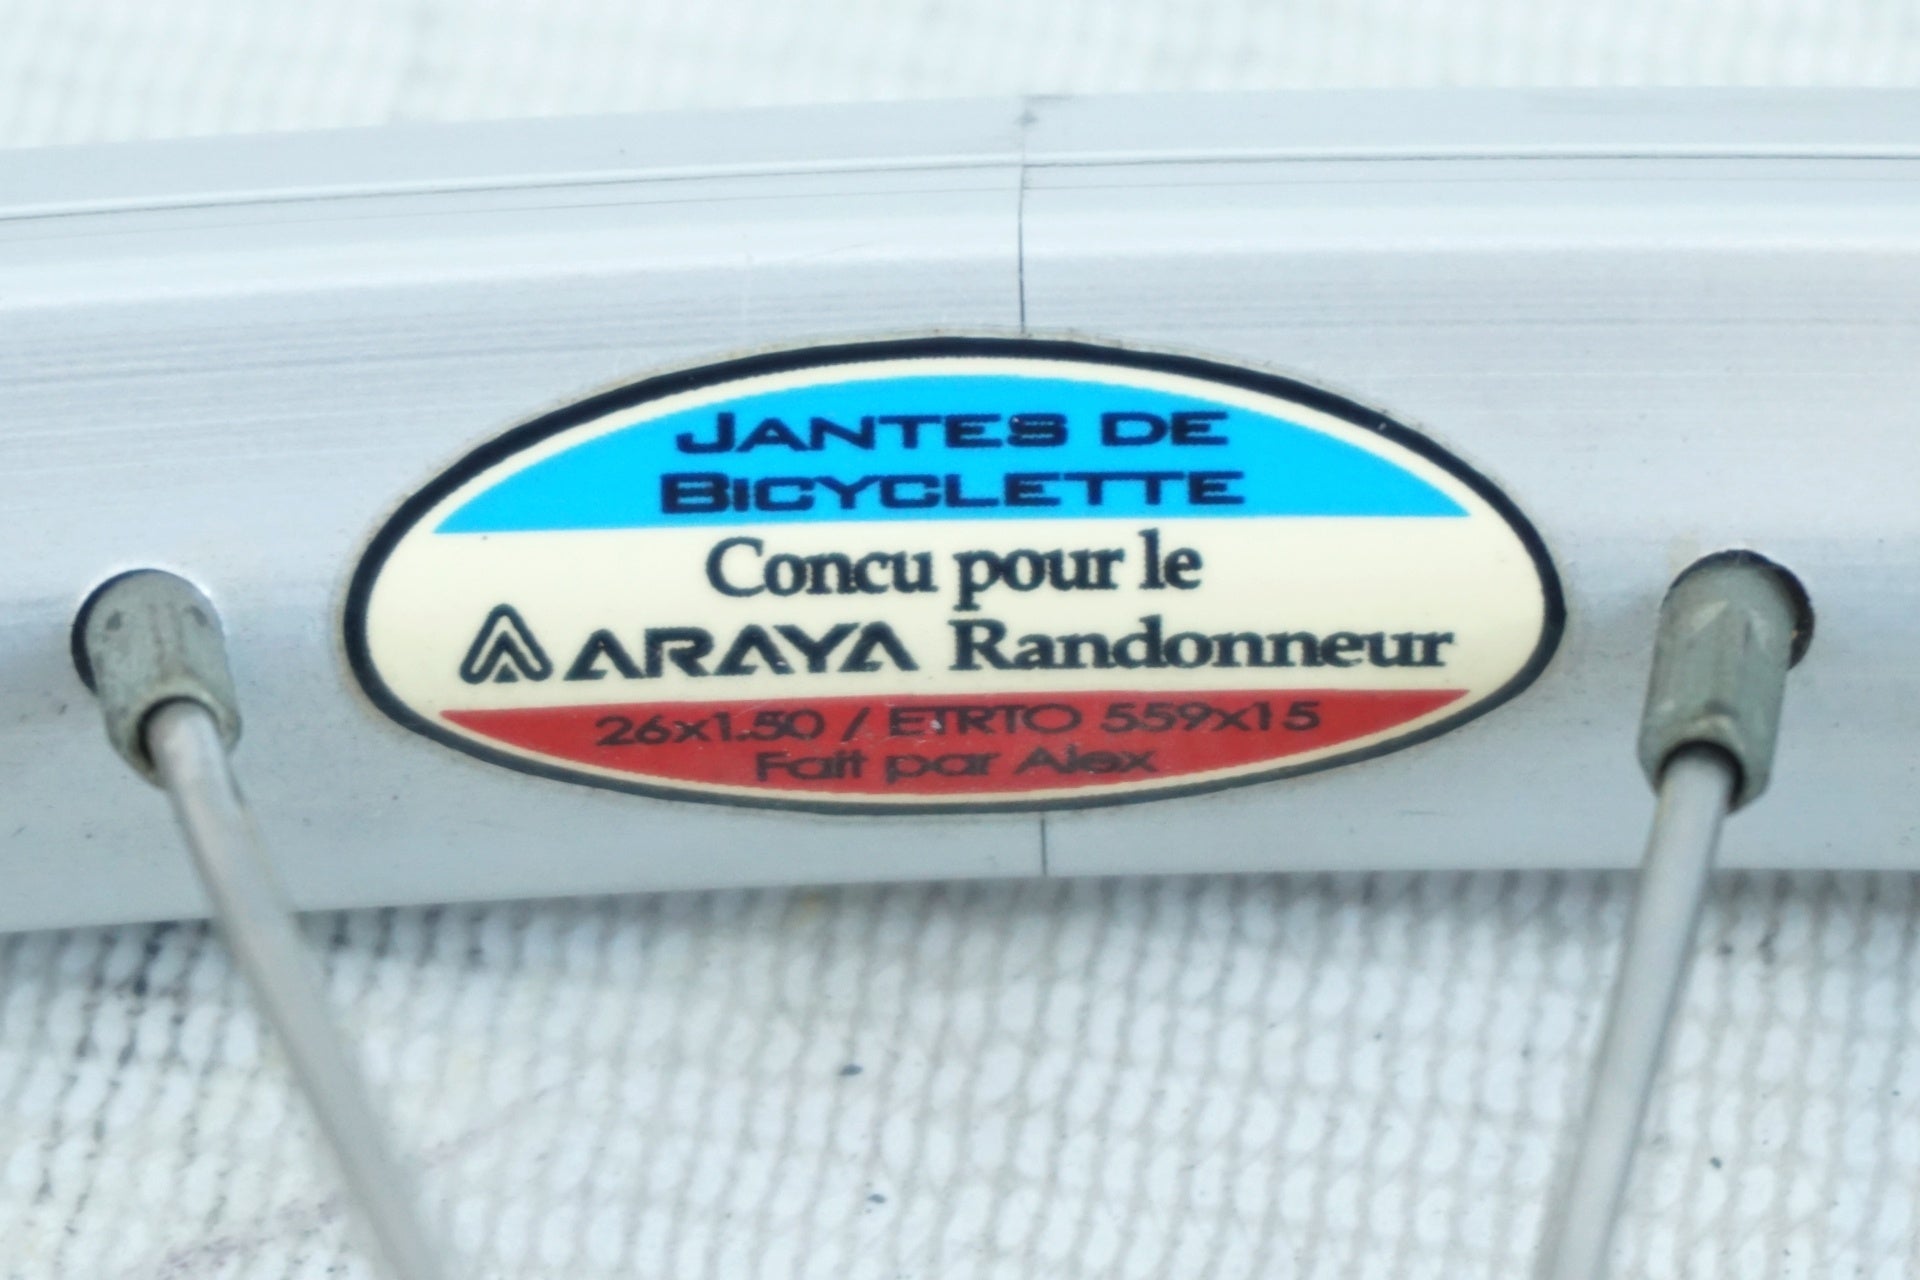 JANTES DE
BICYCLETTE
Concu pour le
ARAYA Randonneur
26x1.50 / ETRTO 559x15
Fait par Alex